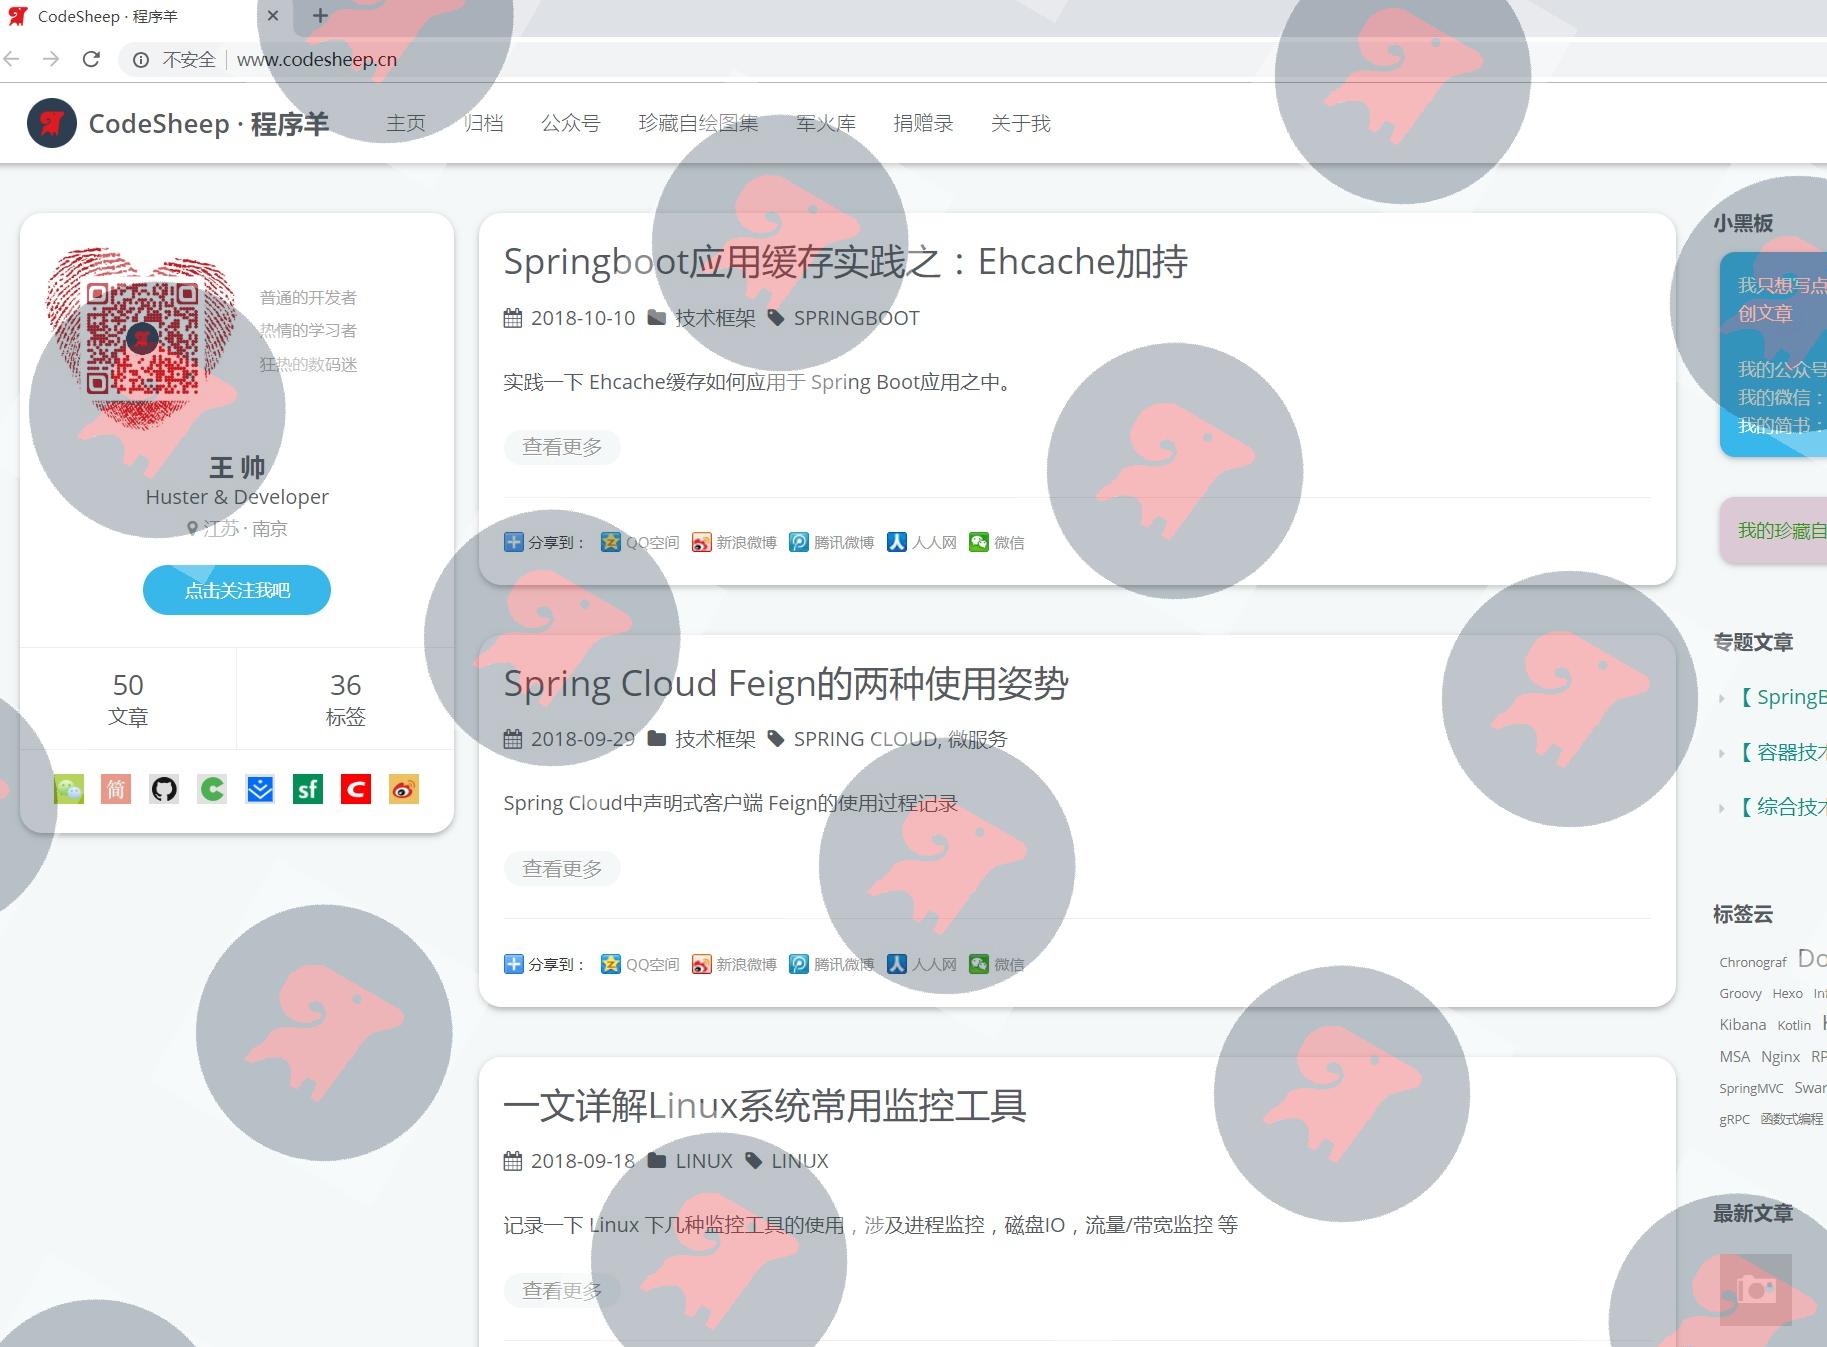 CodeSheep · 程序羊
不安全 | www.codesheep.cn
CodeSheep · 程序羊 主页 归档 公众号 珍藏自绘图集 军火库 捐赠录 关于我
普通的开发者
热情的学习者
狂热的数码迷
王 帅
Huster & Developer
江苏 · 南京
点击关注我吧
50 36
文章 标签
简 sf
Springboot应用缓存实践之：Ehcache加持
2018-10-10 技术框架 SPRINGBOOT
实践一下 Ehcache缓存如何应用于 Spring Boot应用之中。
查看更多
分享到： QQ空间 新浪微博 腾讯微博 人人网 微信
Spring Cloud Feign的两种使用姿势
2018-09-29 技术框架 SPRING CLOUD, 微服务
Spring Cloud中声明式客户端 Feign的使用过程记录
查看更多
分享到： QQ空间 新浪微博 腾讯微博 人人网 微信
一文详解Linux系统常用监控工具
2018-09-18 LINUX LINUX
记录一下 Linux 下几种监控工具的使用，涉及进程监控，磁盘IO，流量/带宽监控 等
查看更多
小黑板
我只想写点
创文章
我的公众号
我的微信：
我的简书：
我的珍藏自
专题文章
【 SpringB
【 容器技术
【 综合技术
标签云
Chronograf Do
Groovy Hexo Inf
Kibana Kotlin
MSA Nginx RP
SpringMVC Swar
gRPC 函数式编程
最新文章